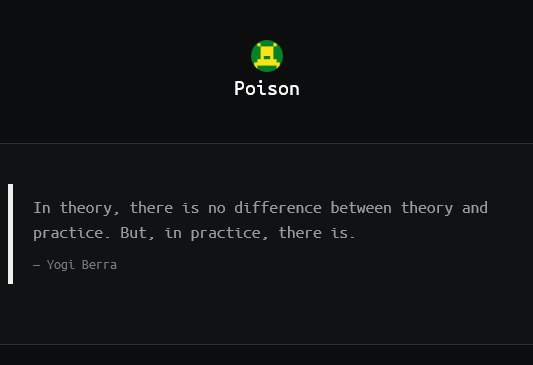 Poison
In theory, there is no difference between theory and
practice. But, in practice, there is.
— Yogi Berra